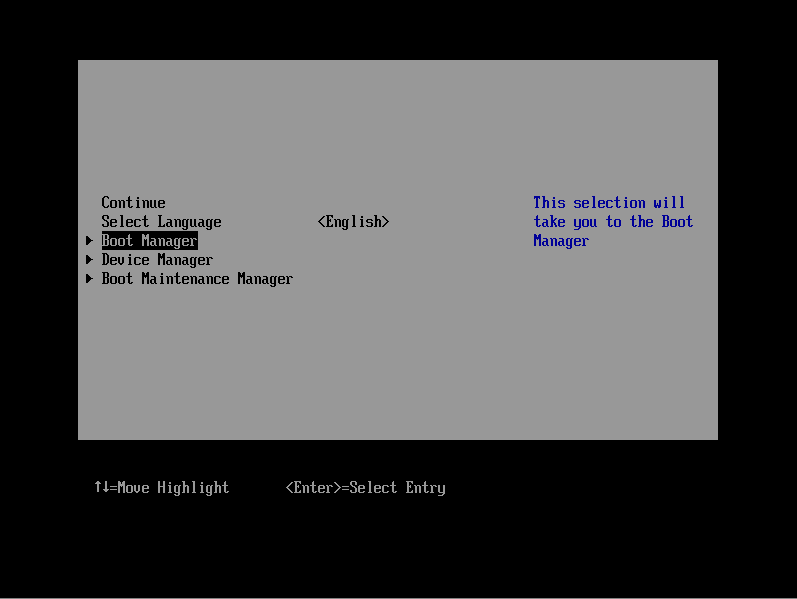 Continue
Select Language <English>
Boot Manager
Device Manager
Boot Maintenance Manager
This selection will
take you to the Boot
Manager
↑↓=Move Highlight <Enter>=Select Entry